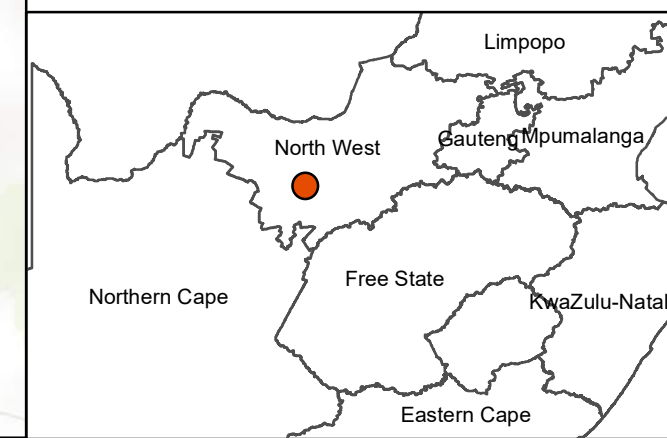 Limpopo
Gauteng
Mpumalanga
North West
Free State
Northern Cape
KwaZulu-Natal
Eastern Cape